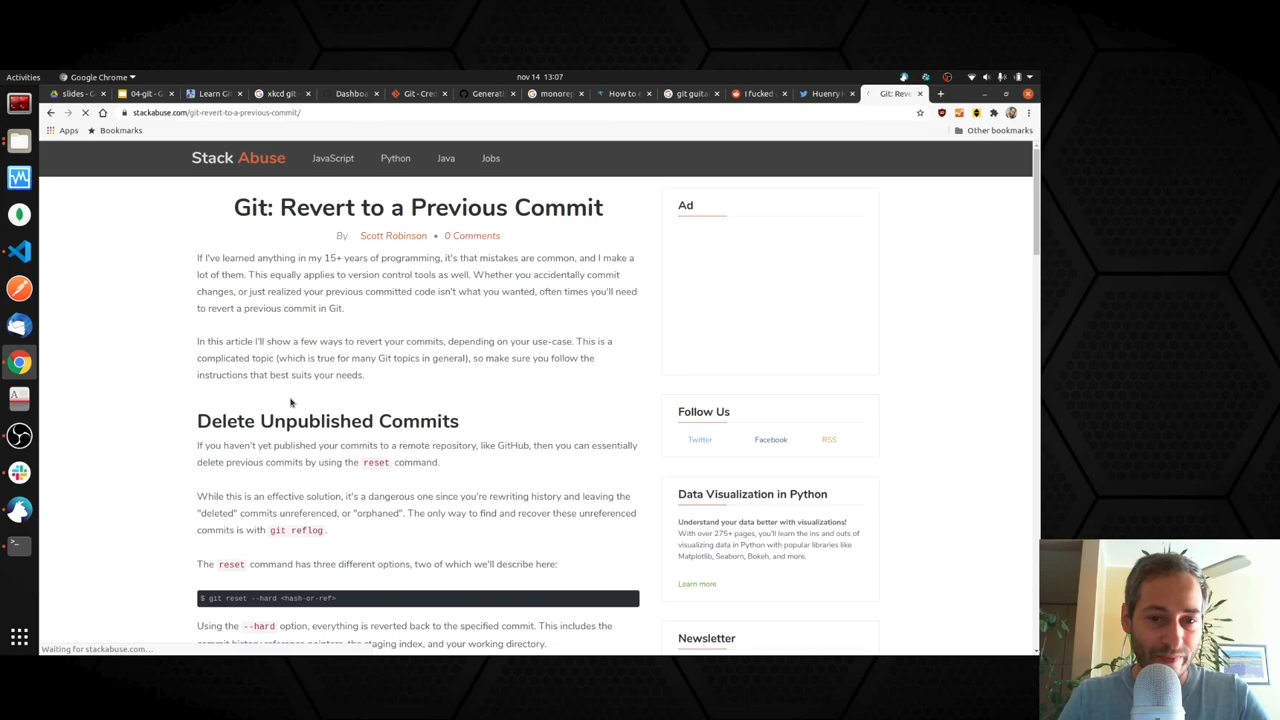 Activities
Google Chrome
nov 14 13:07
slides - G
04-git - G
Learn Gi
xkcd git
Dashboa
Git - Cre
Generati
monorep
How to e
git guita
I fucked
Huenry H
Git: Reve
stackabuse.com/git-revert-to-a-previous-commit/
Apps
Bookmarks
Other bookmarks
Stack Abuse
JavaScript
Python
Java
Jobs
Git: Revert to a Previous Commit
By Scott Robinson • 0 Comments
If I've learned anything in my 15+ years of programming, it's that mistakes are common, and I make a
lot of them. This equally applies to version control tools as well. Whether you accidentally commit
changes, or just realized your previous committed code isn't what you wanted, often times you'll need
to revert a previous commit in Git.
In this article I'll show a few ways to revert your commits, depending on your use-case. This is a
complicated topic (which is true for many Git topics in general), so make sure you follow the
instructions that best suits your needs.
Delete Unpublished Commits
If you haven't yet published your commits to a remote repository, like GitHub, then you can essentially
delete previous commits by using the reset command.
While this is an effective solution, it's a dangerous one since you're rewriting history and leaving the
"deleted" commits unreferenced, or "orphaned". The only way to find and recover these unreferenced
commits is with git reflog.
The reset command has three different options, two of which we'll describe here:
$ git reset --hard <hash-or-ref>
Using the --hard option, everything is reverted back to the specified commit. This includes the
commit history reference pointers, the staging index, and your working directory.
Ad
Follow Us
Twitter
Facebook
RSS
Data Visualization in Python
Understand your data better with visualizations!
With over 275+ pages, you'll learn the ins and outs of
visualizing data in Python with popular libraries like
Matplotlib, Seaborn, Bokeh, and more.
Learn more
Newsletter
Waiting for stackabuse.com...